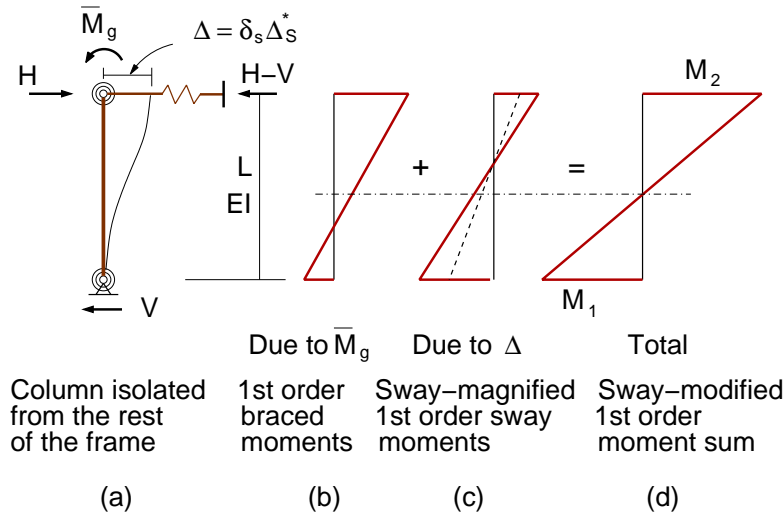 M̅g Δ = δsΔ*S
H H–V
L
EI
V
+ =
M2
M1
Due to M̅g Due to Δ Total
Column isolated
from the rest
of the frame
1st order
braced
moments
Sway–magnified
1st order sway
moments
Sway–modified
1st order
moment sum
(a) (b) (c) (d)